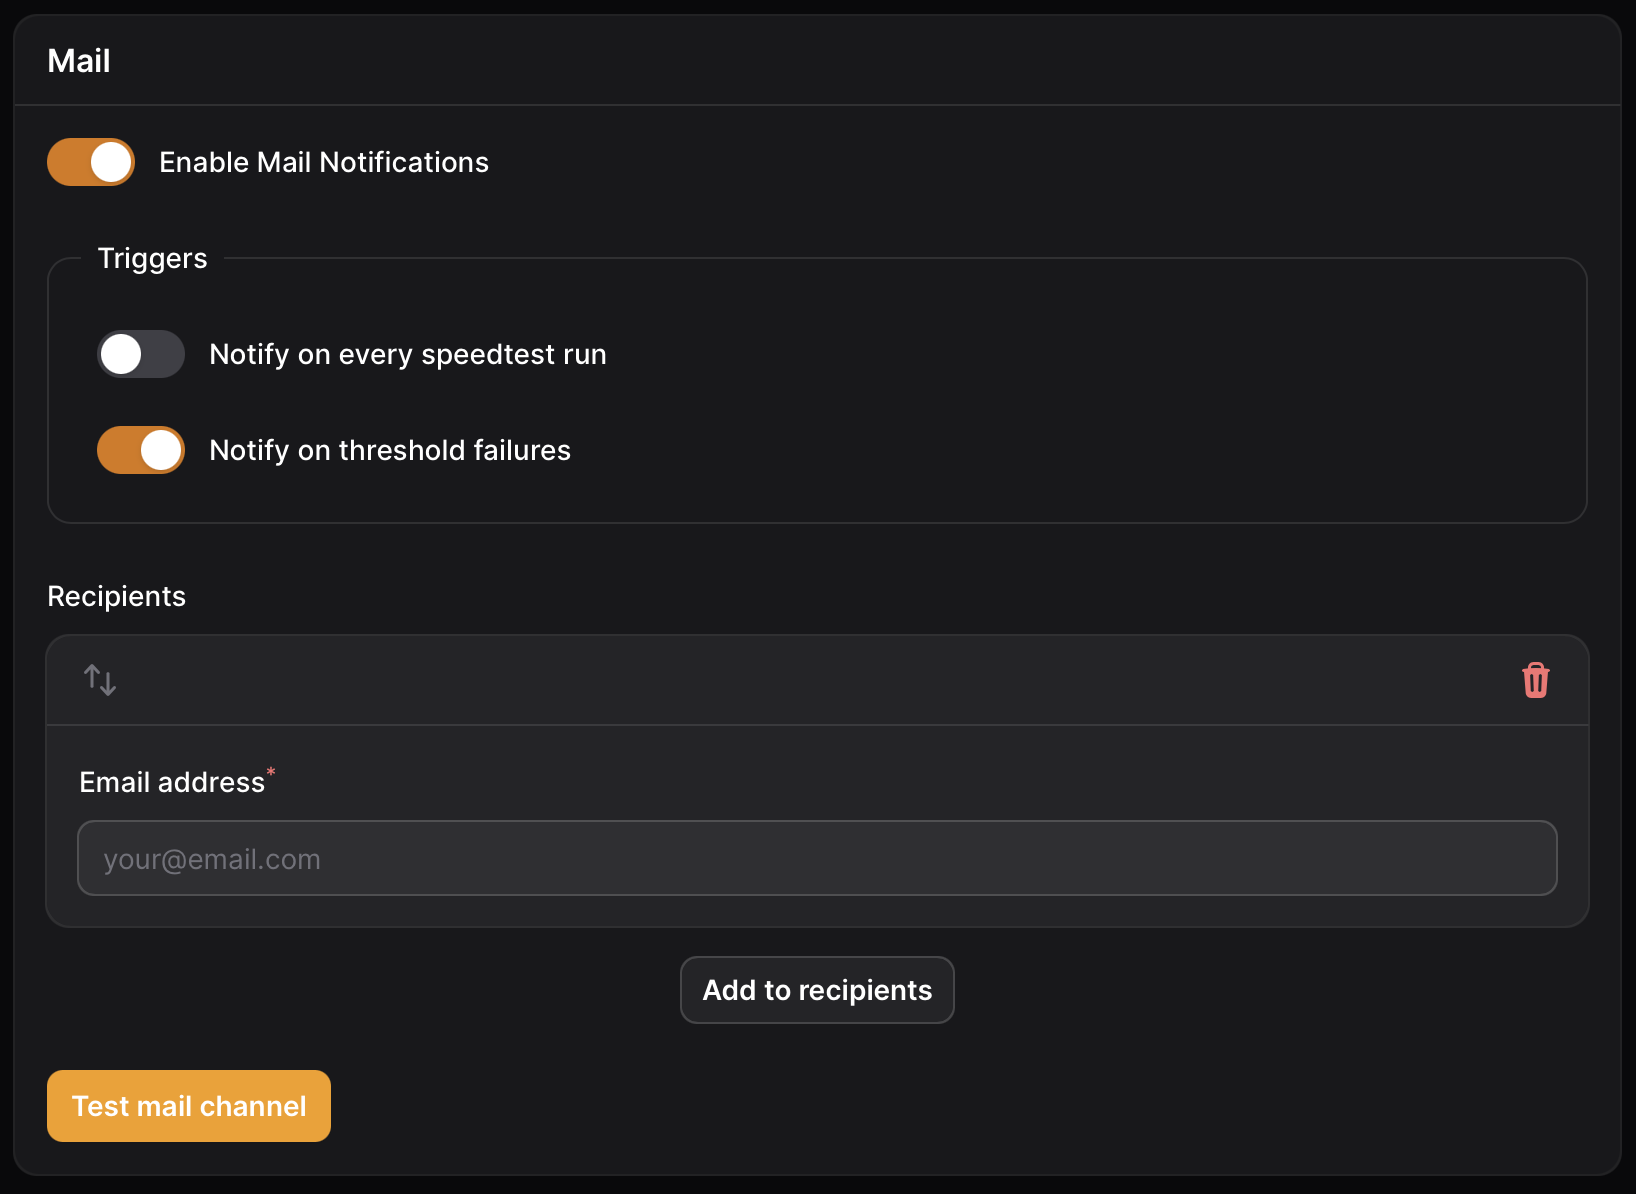 Mail
Enable Mail Notifications
Triggers
Notify on every speedtest run
Notify on threshold failures
Recipients
Email address*
your@email.com
Add to recipients
Test mail channel